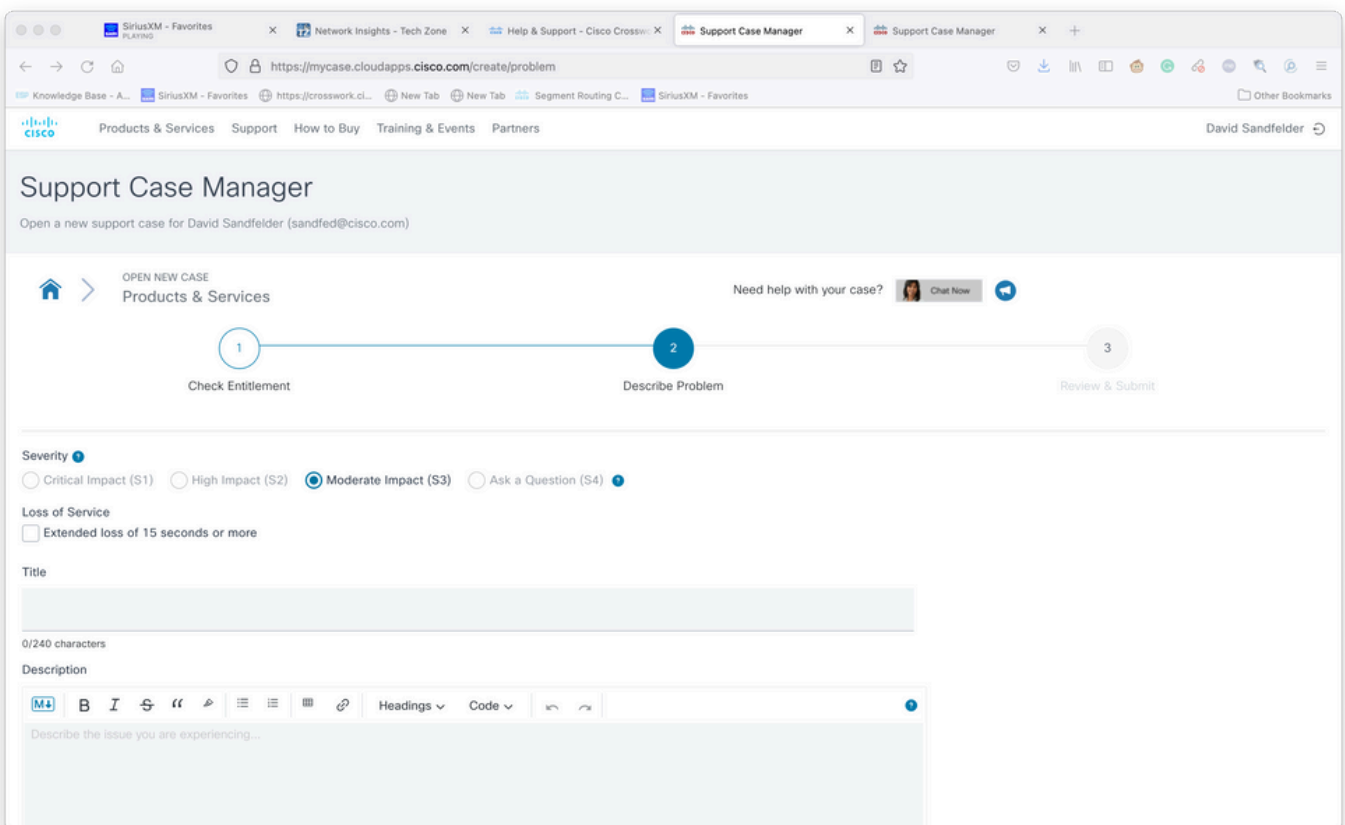 SiriusXM - Favorites
PLAYING
Network Insights - Tech Zone
Help & Support - Cisco Crosswo
Support Case Manager
Support Case Manager
https://mycase.cloudapps.cisco.com/create/problem
Knowledge Base - A...
SiriusXM - Favorites
https://crosswork.ci...
New Tab
New Tab
Segment Routing C...
SiriusXM - Favorites
Other Bookmarks
CISCO
Products & Services
Support
How to Buy
Training & Events
Partners
David Sandfelder
Support Case Manager
Open a new support case for David Sandfelder (sandfed@cisco.com)
OPEN NEW CASE
Products & Services
Need help with your case?
Chat Now
1
2
3
Check Entitlement
Describe Problem
Review & Submit
Severity ?
Critical Impact (S1)
High Impact (S2)
Moderate Impact (S3)
Ask a Question (S4) ?
Loss of Service
Extended loss of 15 seconds or more
Title
0/240 characters
Description
M
B
I
S
Headings
Code
?
Describe the issue you are experiencing...